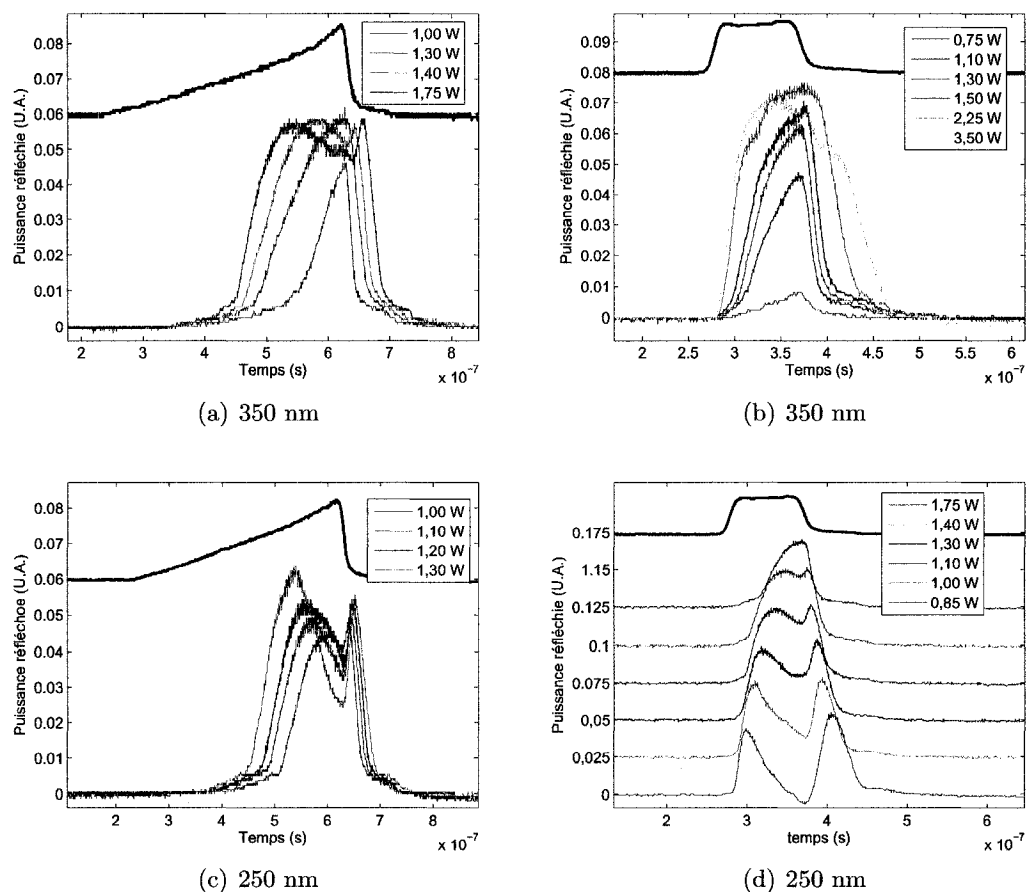 Puissance réfléchie (U.A.)
0.08
0.07
0.06
0.05
0.04
0.03
0.02
0.01
0
1,00 W
1,30 W
1,40 W
1,75 W
2 3 4 5 6 7 8
Temps (s)
x 10⁻⁷
(a) 350 nm
Puissance réfléchie (U.A.)
0.09
0.08
0.07
0.06
0.05
0.04
0.03
0.02
0.01
0
0,75 W
1,10 W
1,30 W
1,50 W
2,25 W
3,50 W
2 2.5 3 3.5 4 4.5 5 5.5 6
Temps (s)
x 10⁻⁷
(b) 350 nm
Puissance réfléchoe (U.A.)
0.08
0.07
0.06
0.05
0.04
0.03
0.02
0.01
0
1,00 W
1,10 W
1,20 W
1,30 W
2 3 4 5 6 7 8
Temps (s)
x 10⁻⁷
(c) 250 nm
Puissance réfléchie (U.A.)
0.175
1.15
0.125
0.1
0.075
0,05
0,025
0
1,75 W
1,40 W
1,30 W
1,10 W
1,00 W
0,85 W
2 3 4 5 6
temps (s)
x 10⁻⁷
(d) 250 nm